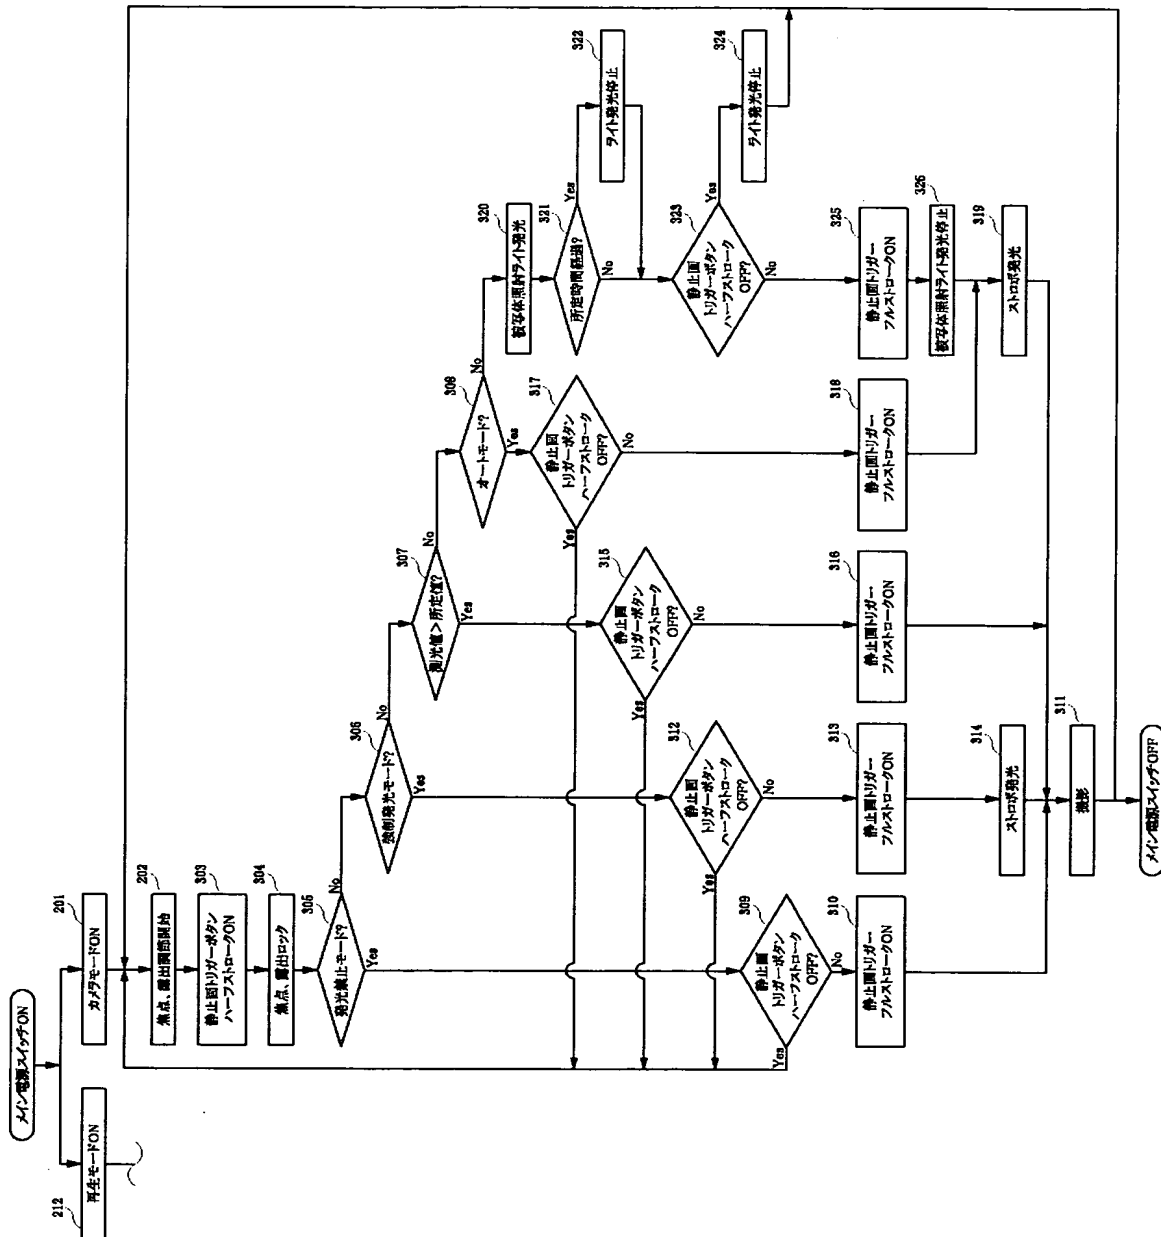 メイン電源スイッチON
212
再生モードON
201
カメラモードON
202
焦点、露出調節開始
303
静止画トリガーボタン
ハーフストロークON
304
焦点、露出ロック
305
発光禁止モード?
Yes
No
306
強制発光モード?
Yes
No
307
測光値>所定値?
Yes
No
308
オートモード?
Yes
No
309
静止画
トリガーボタン
ハーフストローク
OFF?
Yes
No
310
静止画トリガー
フルストロークON
312
静止画
トリガーボタン
ハーフストローク
OFF?
Yes
No
313
静止画トリガー
フルストロークON
314
ストロボ発光
315
静止画
トリガーボタン
ハーフストローク
OFF?
Yes
No
316
静止画トリガー
フルストロークON
317
静止画
トリガーボタン
ハーフストローク
OFF?
Yes
No
318
静止画トリガー
フルストロークON
320
被写体照射ライト発光
321
所定時間経過?
Yes
No
322
ライト発光停止
323
静止画
トリガーボタン
ハーフストローク
OFF?
Yes
No
324
ライト発光停止
325
静止画トリガー
フルストロークON
326
被写体照射ライト発光停止
319
ストロボ発光
311
撮影
メイン電源スイッチOFF